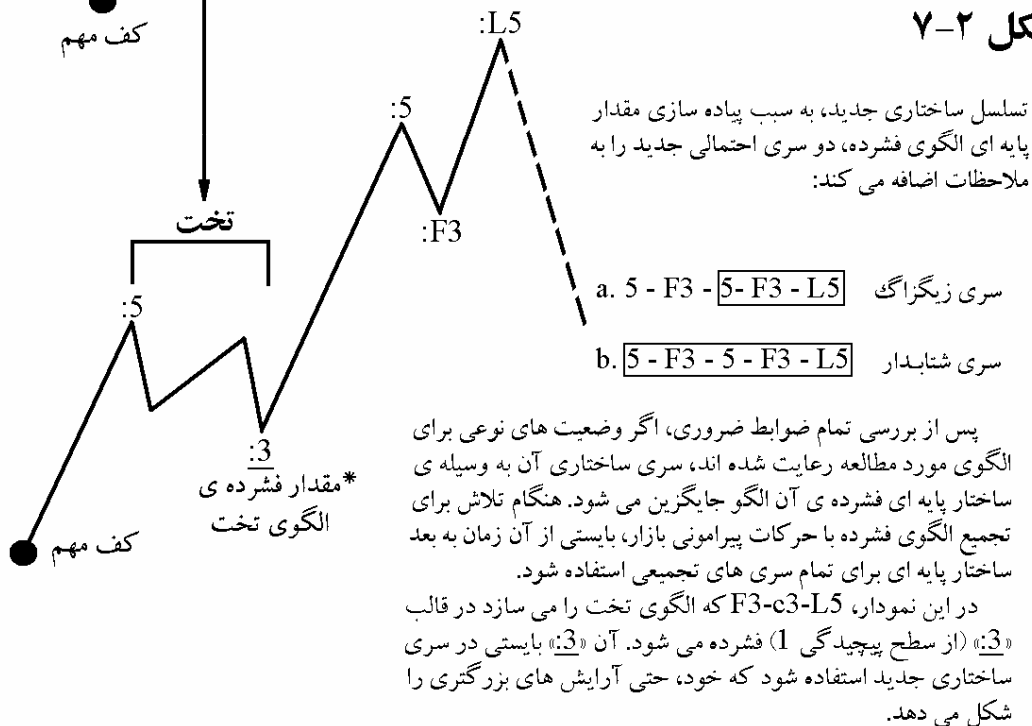 کل ۲-۷
:L5
کف مهم
:5
تسلسل ساختاری جدید، به سبب پیاده سازی مقدار
پایه ای الگوی فشرده، دو سری احتمالی جدید را به
ملاحظات اضافه می کند:
تخت
:F3
سری زیگزاگ a. 5 - F3 - 5- F3 - L5
:5
سری شتابدار b. 5 - F3 - 5 - F3 - L5
:3
*مقدار فشرده ی
الگوی تخت
کف مهم
پس از بررسی تمام ضوابط ضروری، اگر وضعیت های نوعی برای
الگوی مورد مطالعه رعایت شده اند، سری ساختاری آن به وسیله ی
ساختار پایه ای فشرده ی آن الگو جایگزین می شود. هنگام تلاش برای
تجمیع الگوی فشرده با حرکات پیرامونی بازار، بایستی از آن زمان به بعد
ساختار پایه ای برای تمام سری های تجمیعی استفاده شود.
در این نمودار، F3-c3-L5 که الگوی تخت را می سازد در قالب
«:3» (از سطح پیچیدگی 1) فشرده می شود. آن «:3» بایستی در سری
ساختاری جدید استفاده شود که خود، حتی آرایش های بزرگتری را
شکل می دهد.